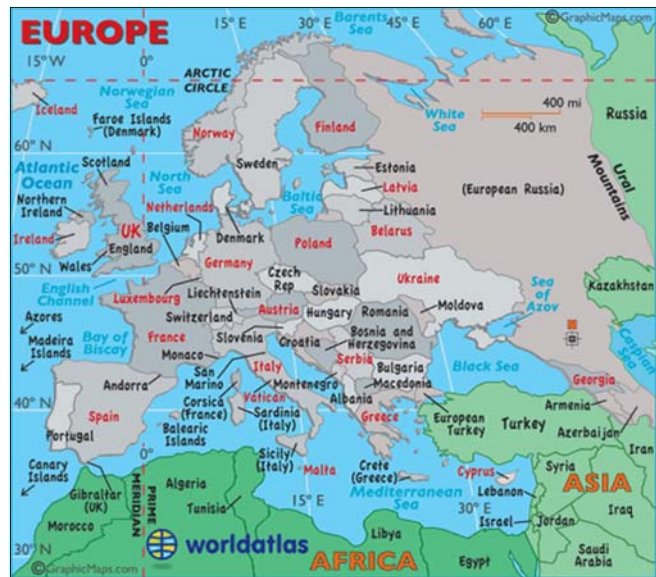 ©GraphicMaps.com
EUROPE
Barents
Sea
15° W
0°
15° E
30° E
45° E
60° E
ARCTIC
CIRCLE
Norwegian
Sea
White
Sea
400 mi
400 km
Russia
Iceland
Faroe Islands
(Denmark)
Norway
Finland
Ural
Mountains
60° N
Scotland
Sweden
Estonia
Atlantic
Ocean
North
Sea
Latvia
(European Russia)
Northern
Ireland
Netherlands
Baltic
Sea
Lithuania
Ireland
UK
Belgium
Denmark
Belarus
England
Poland
Wales
Germany
50° N
Czech
Rep
Ukraine
Kazakhstan
English
Channel
Luxembourg
Liechtenstein
Slovakia
Sea
of
Azov
Azores
Switzerland
Austria
Hungary
Romania
Moldova
Madeira
Islands
Bay of
Biscay
France
Slovenia
Croatia
Bosnia and
Herzegovina
Caspian
Sea
Monaco
Italy
Serbia
Bulgaria
Black Sea
San
Marino
Georgia
Andorra
Corsica
(France)
Vatican
Montenegro
Macedonia
Armenia
40° N
Spain
Sardinia
(Italy)
Albania
Greece
European
Turkey
Turkey
Azerbaijan
Portugal
Balearic
Islands
Iran
0°
Canary
Islands
Sicily
(Italy)
Malta
Crete
(Greece)
Cyprus
Syria
Gibraltar
(UK)
PRIME
MERIDIAN
Algeria
Mediterranean
Sea
Lebanon
ASIA
Tunisia
15° E
30° E
Israel
Jordan
Iraq
Morocco
worldatlas
Libya
30° N
AFRICA
Egypt
Saudi
Arabia
©GraphicMaps.com